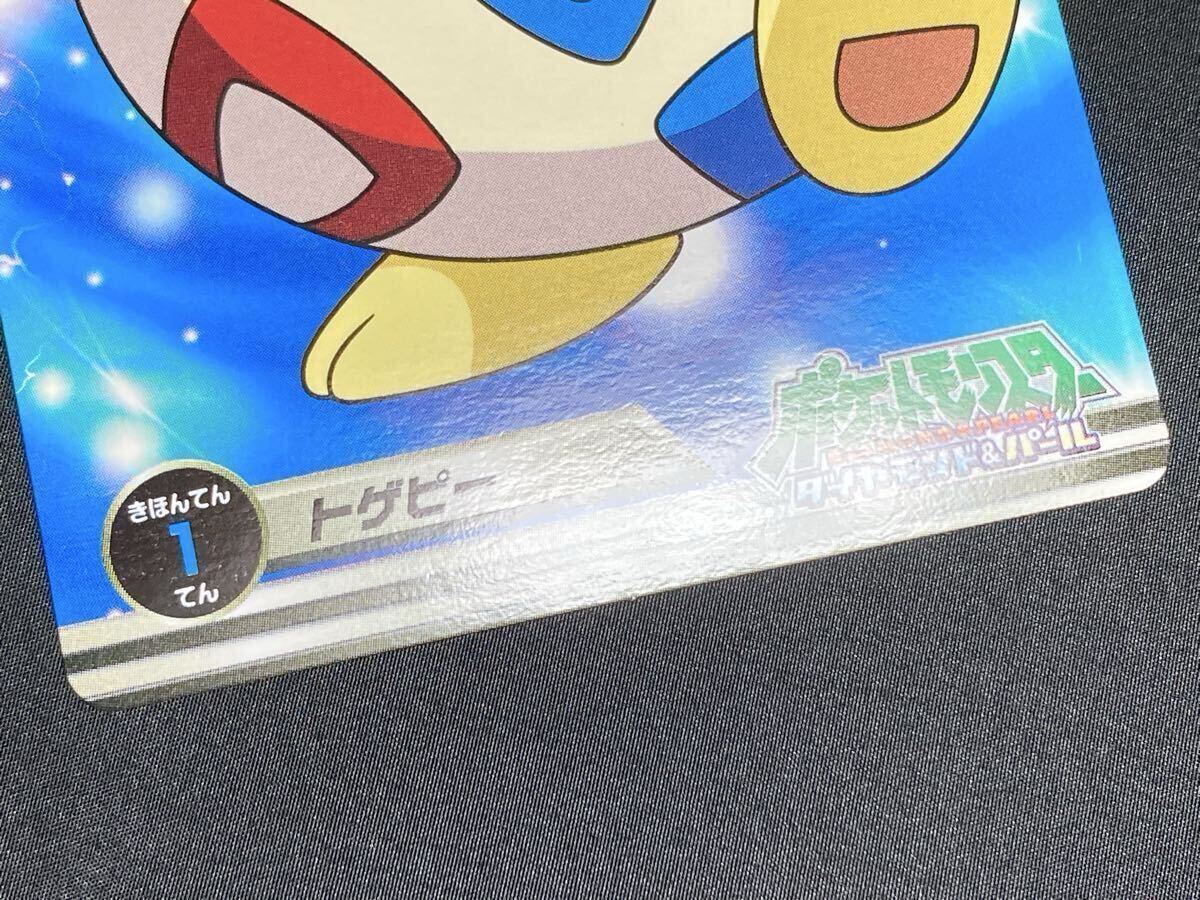 ポケットモンスター
ダイヤモンド&パール
きほんてん
1
てん
トゲピー